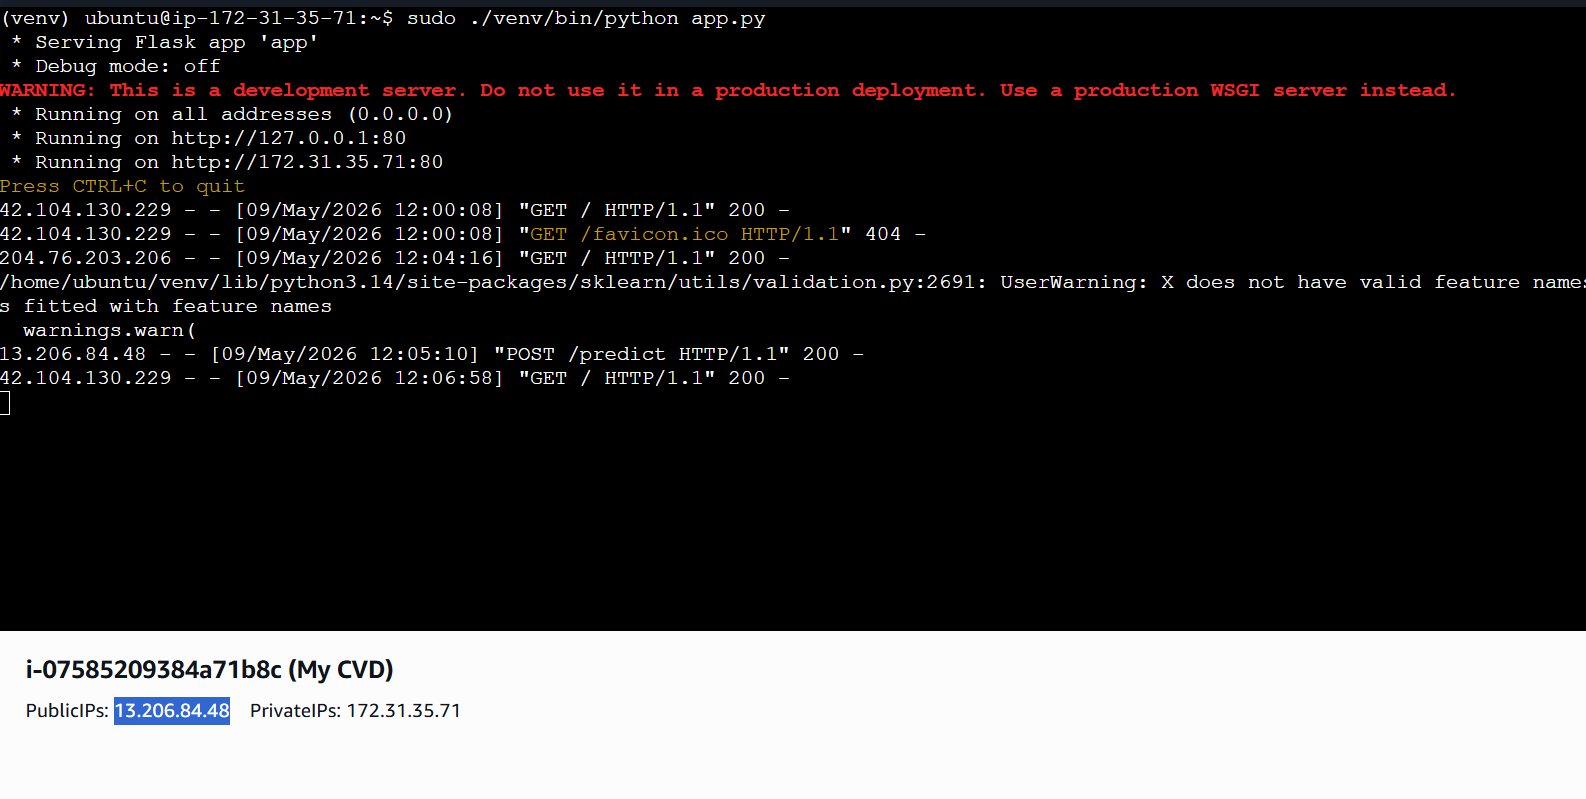 (venv) ubuntu@ip-172-31-35-71:~$ sudo ./venv/bin/python app.py
 * Serving Flask app 'app'
 * Debug mode: off
WARNING: This is a development server. Do not use it in a production deployment. Use a production WSGI server instead.
 * Running on all addresses (0.0.0.0)
 * Running on http://127.0.0.1:80
 * Running on http://172.31.35.71:80
Press CTRL+C to quit
42.104.130.229 - - [09/May/2026 12:00:08] "GET / HTTP/1.1" 200 -
42.104.130.229 - - [09/May/2026 12:00:08] "GET /favicon.ico HTTP/1.1" 404 -
204.76.203.206 - - [09/May/2026 12:04:16] "GET / HTTP/1.1" 200 -
/home/ubuntu/venv/lib/python3.14/site-packages/sklearn/utils/validation.py:2691: UserWarning: X does not have valid feature names
s fitted with feature names
  warnings.warn(
13.206.84.48 - - [09/May/2026 12:05:10] "POST /predict HTTP/1.1" 200 -
42.104.130.229 - - [09/May/2026 12:06:58] "GET / HTTP/1.1" 200 -
i-07585209384a71b8c (My CVD)
PublicIPs: 13.206.84.48 PrivateIPs: 172.31.35.71